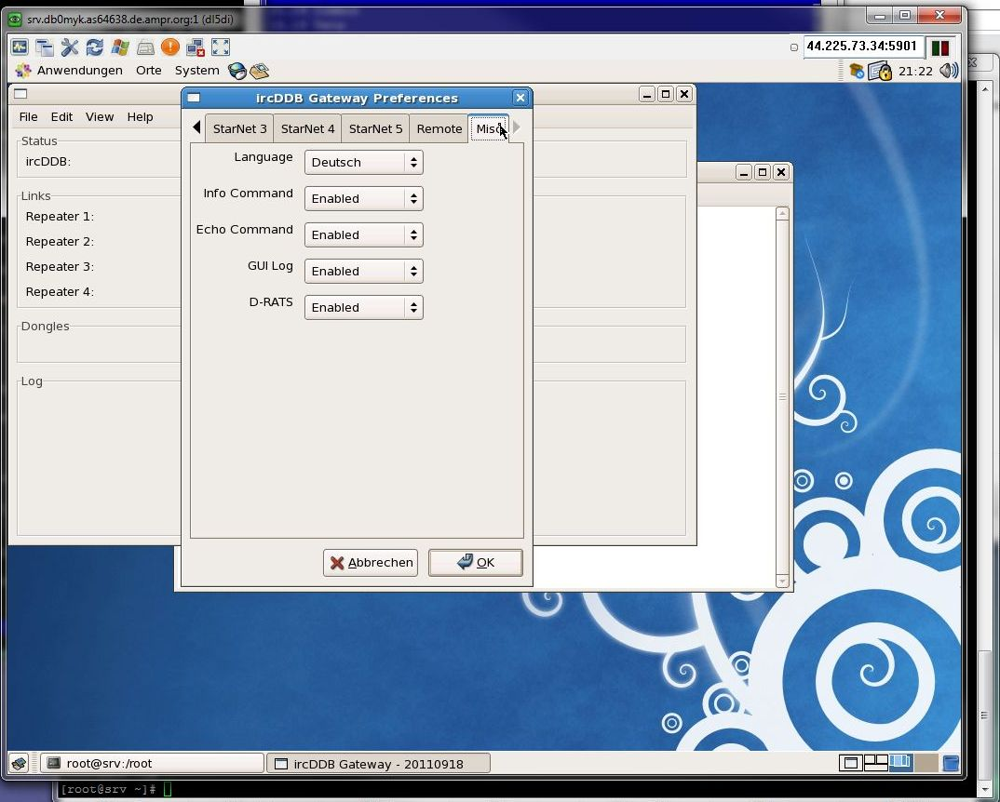 srv.db0myk.as64638.de.ampr.org:1 (dl5di)
44.225.73.34:5901
Anwendungen Orte System
21:22
ircDDB Gateway Preferences
File Edit View Help
StarNet 3 StarNet 4 StarNet 5 Remote Misc
Status
ircDDB:
Links
Repeater 1:
Repeater 2:
Repeater 3:
Repeater 4:
Dongles
Log
Language Deutsch
Info Command Enabled
Echo Command Enabled
GUI Log Enabled
D-RATS Enabled
Abbrechen OK
root@srv:/root
ircDDB Gateway - 20110918
[root@srv ~]#